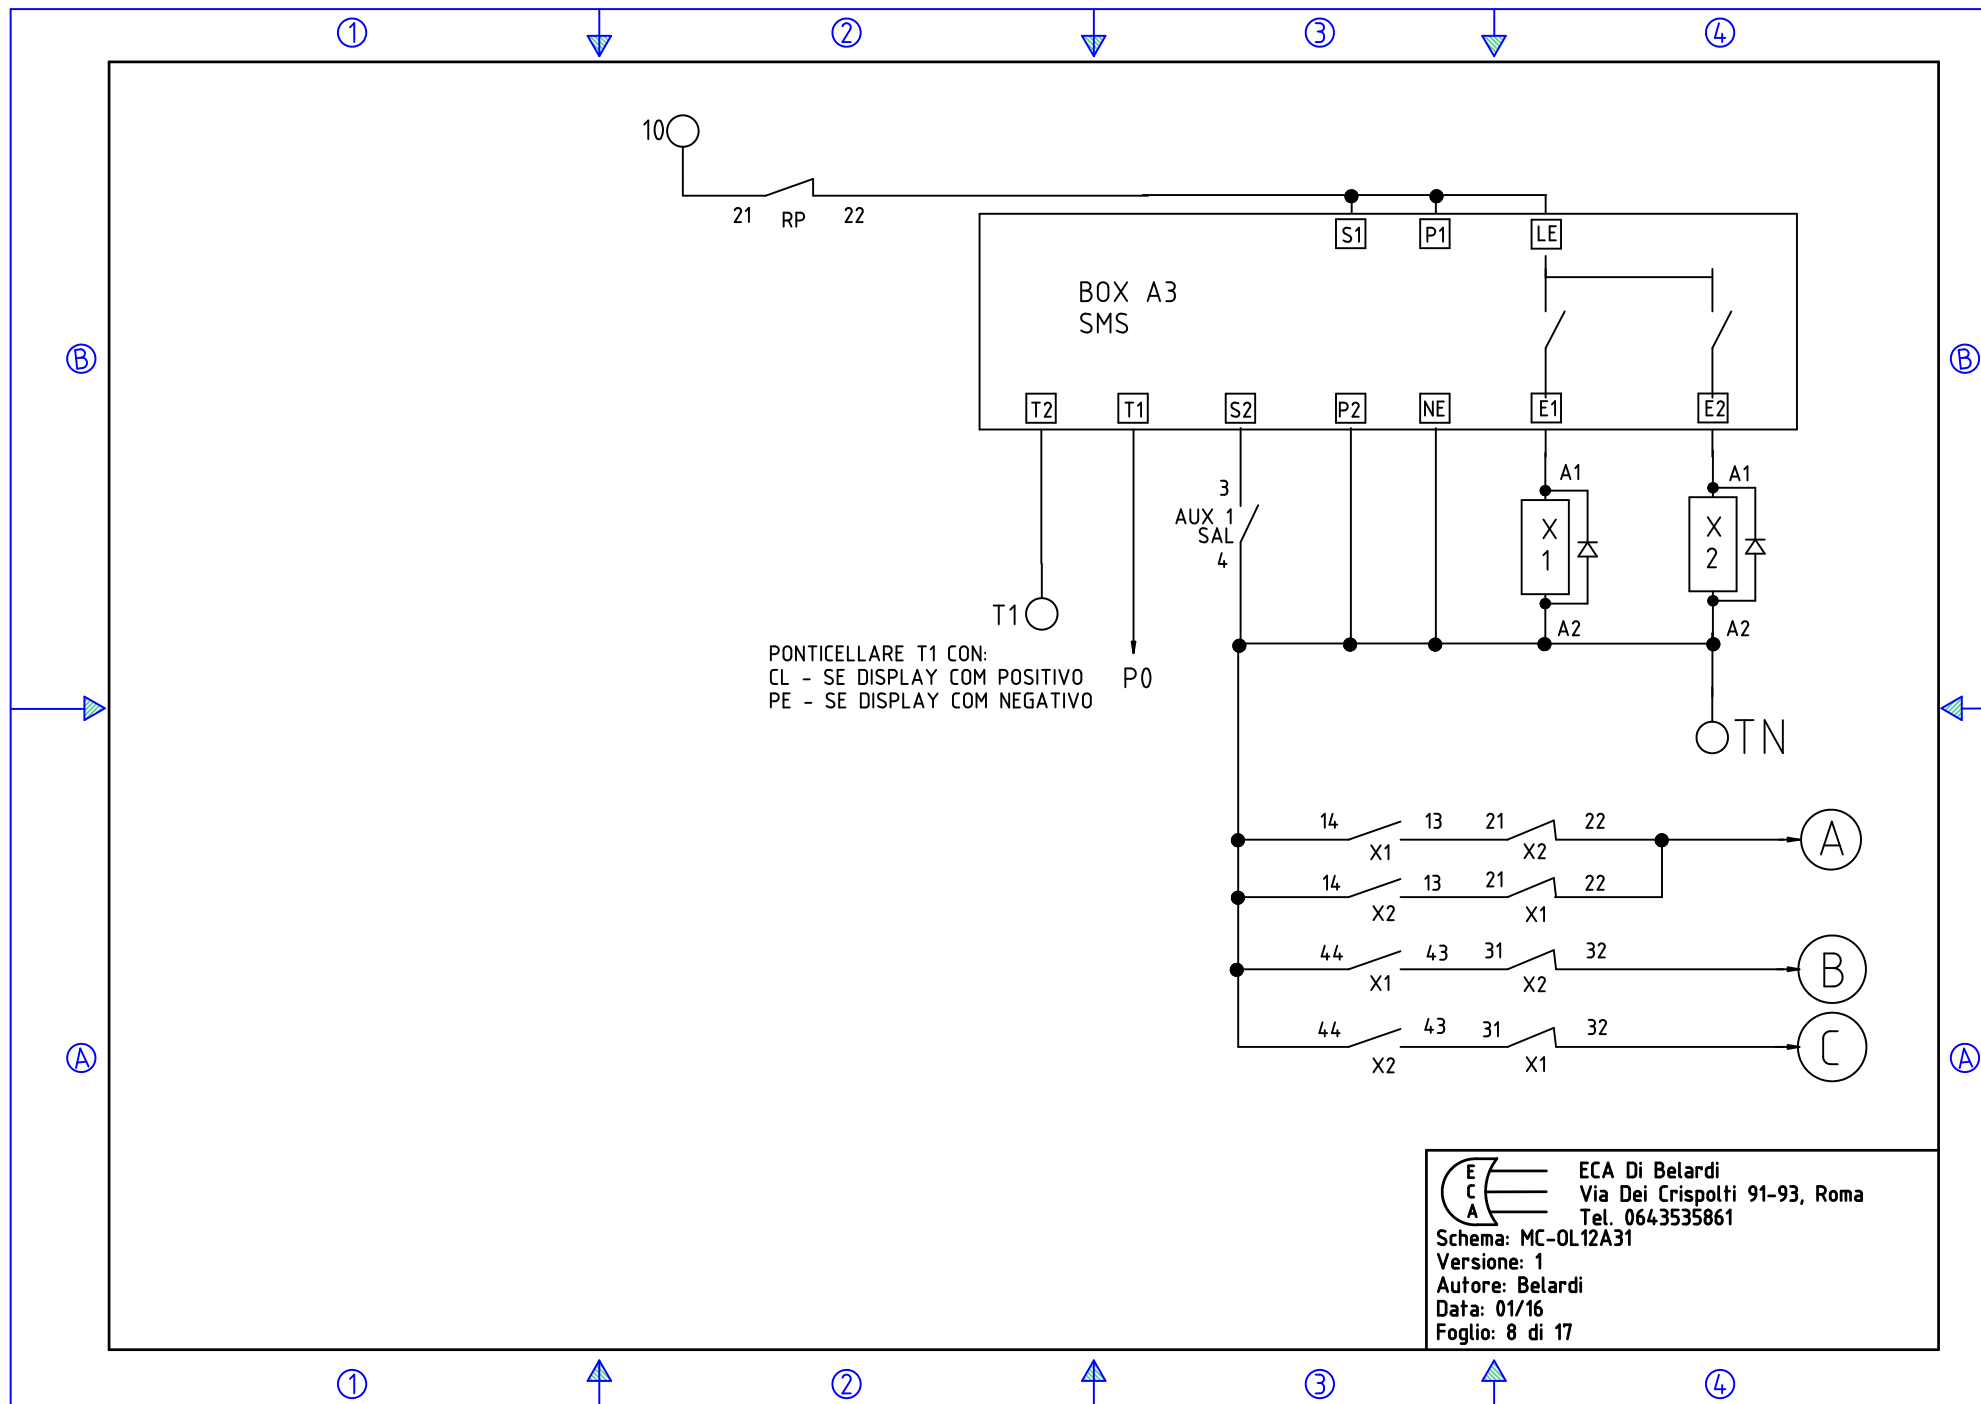 1 2 3 4
10
21 RP 22
S1 P1 LE
BOX A3
SMS
B B
T2 T1 S2 P2 NE E1 E2
A1 A1
3
AUX 1
SAL
4
X
1
X
2
T1
A2 A2
PONTICELLARE T1 CON:
CL - SE DISPLAY COM POSITIVO
PE - SE DISPLAY COM NEGATIVO
P0
TN
14 13 21 22
X1 X2
A
14 13 21 22
X2 X1
44 43 31 32
X1 X2
B
44 43 31 32
X2 X1
C
A A
E
C
A
ECA Di Belardi
Via Dei Crispolti 91-93, Roma
Tel. 0643535861
Schema: MC-OL12A31
Versione: 1
Autore: Belardi
Data: 01/16
Foglio: 8 di 17
1 2 3 4